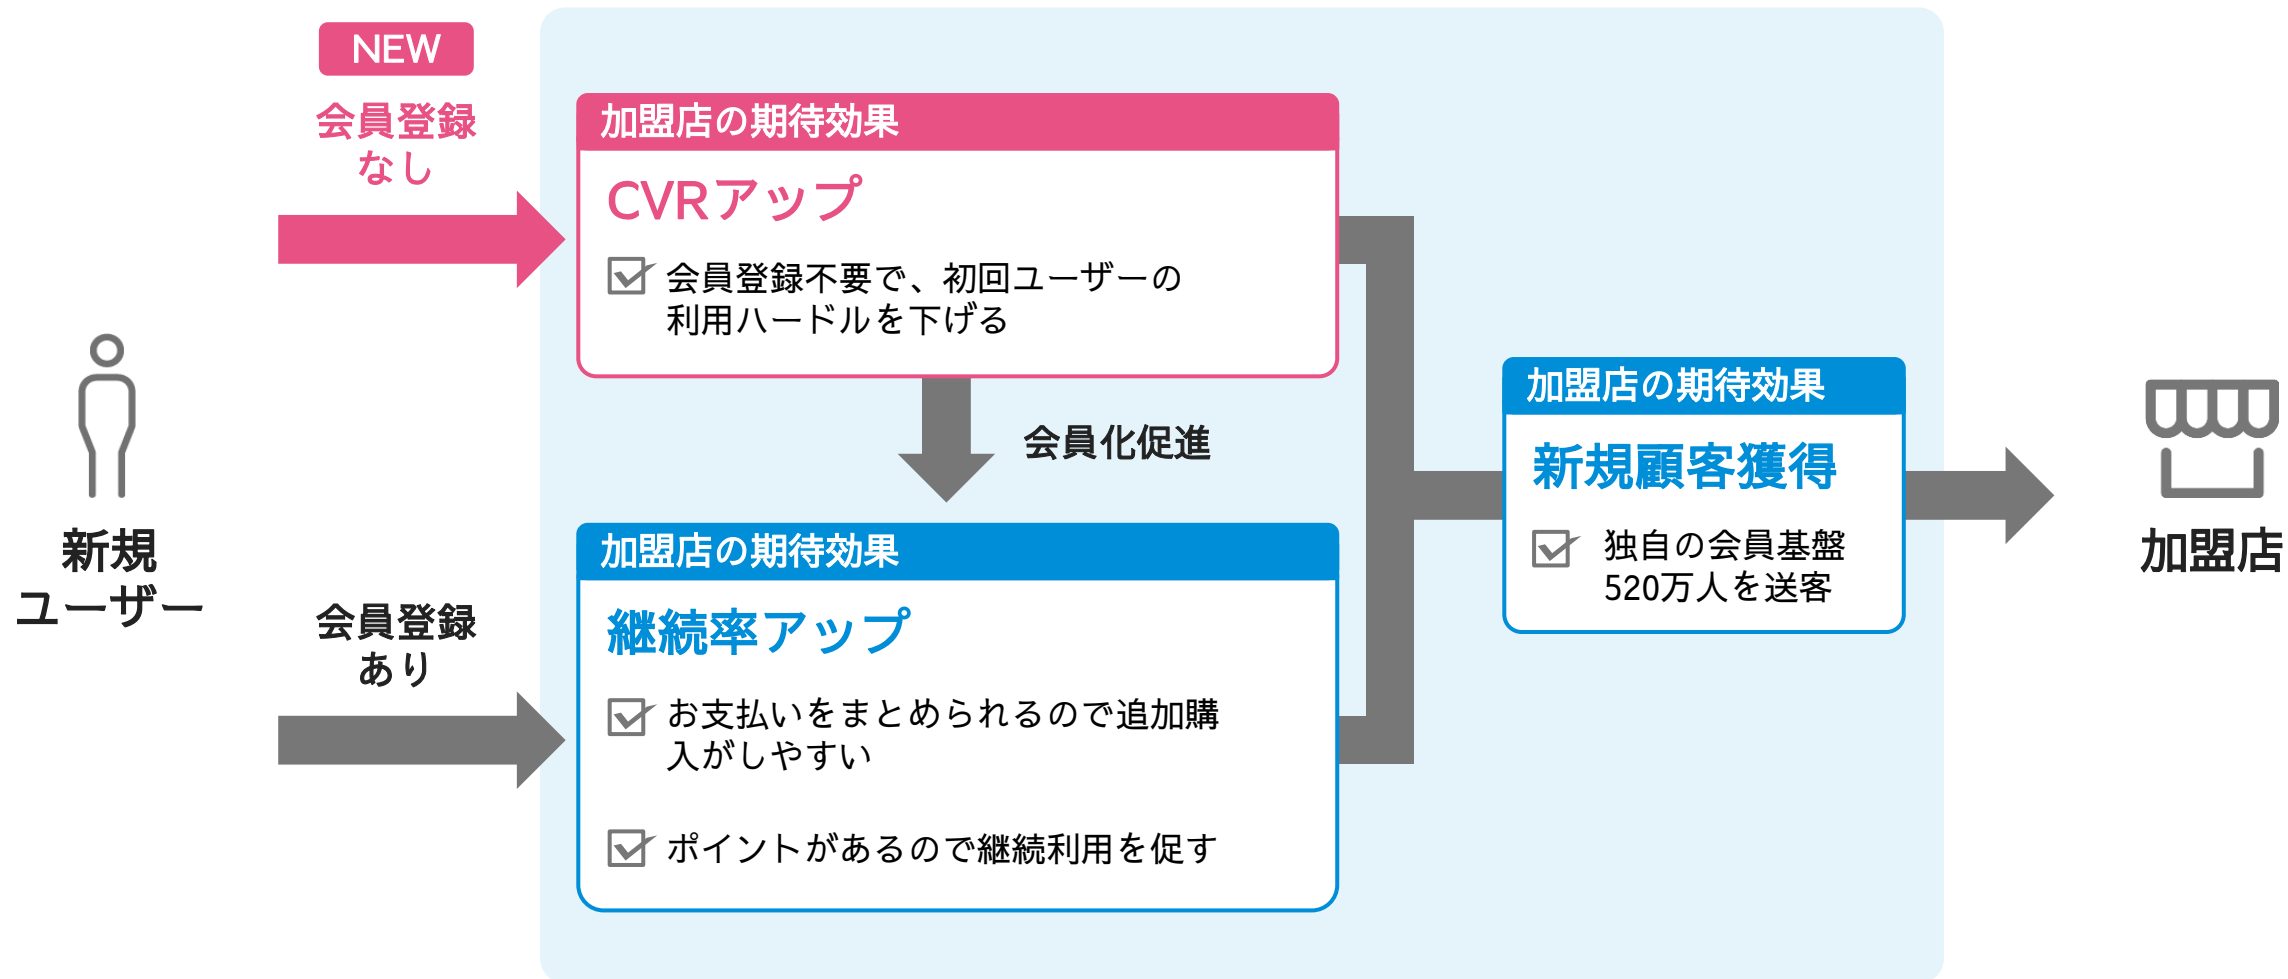 NEW
会員登録
なし
加盟店の期待効果
CVRアップ
会員登録不要で、初回ユーザーの
利用ハードルを下げる
会員化促進
新規
ユーザー
会員登録
あり
加盟店の期待効果
継続率アップ
お支払いをまとめられるので追加購
入がしやすい
ポイントがあるので継続利用を促す
加盟店の期待効果
新規顧客獲得
独自の会員基盤
520万人を送客
加盟店